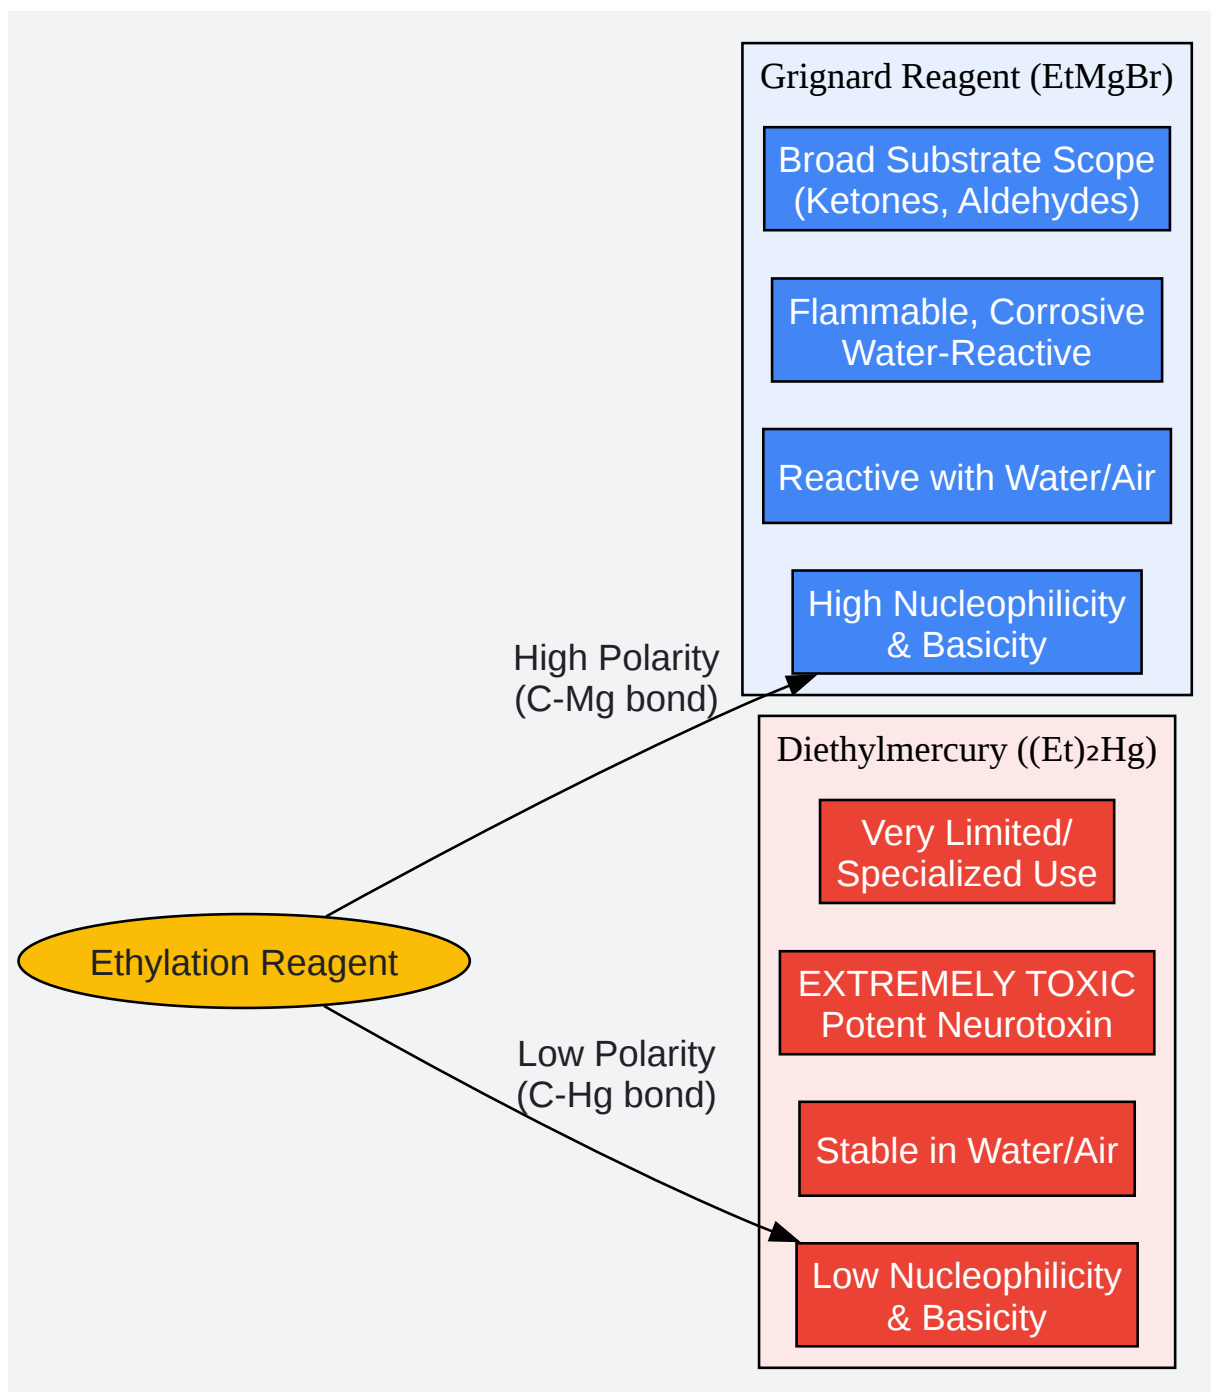 Grignard Reagent (EtMgBr)
Broad Substrate Scope
(Ketones, Aldehydes)
Flammable, Corrosive
Water-Reactive
Reactive with Water/Air
High Nucleophilicity
& Basicity
High Polarity
(C-Mg bond)
Diethylmercury ((Et)₂Hg)
Very Limited/
Specialized Use
EXTREMELY TOXIC
Potent Neurotoxin
Stable in Water/Air
Low Nucleophilicity
& Basicity
Ethylation Reagent
Low Polarity
(C-Hg bond)